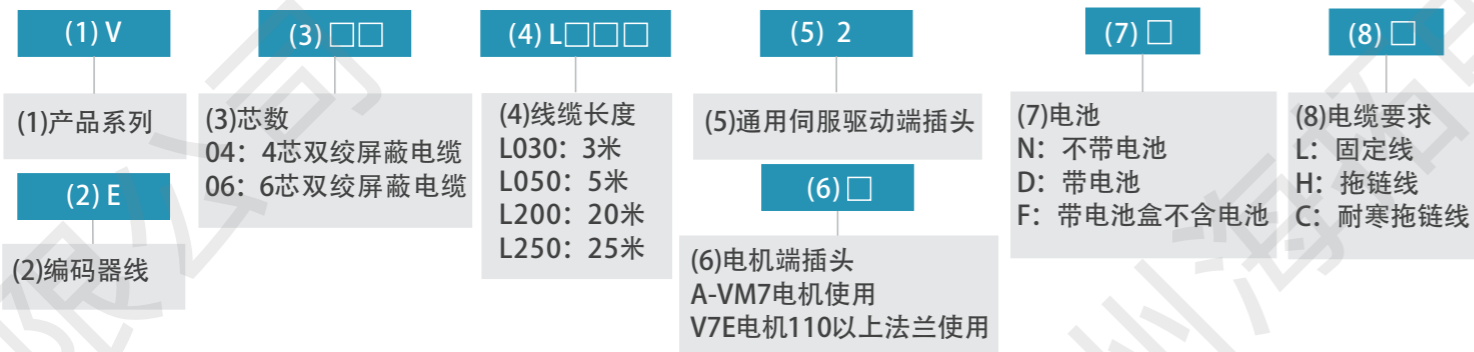 (1) V
(1)产品系列
(2) E
(2)编码器线
(3) □□
(3)芯数
04：4芯双绞屏蔽电缆
06：6芯双绞屏蔽电缆
(4) L□□□
(4)线缆长度
L030：3米
L050：5米
L200：20米
L250：25米
(5) 2
(5)通用伺服驱动端插头
(6) □
(6)电机端插头
A-VM7电机使用
V7E电机110以上法兰使用
(7) □
(7)电池
N：不带电池
D：带电池
F：带电池盒不含电池
(8) □
(8)电缆要求
L：固定线
H：拖链线
C：耐寒拖链线
限公司
州海拓